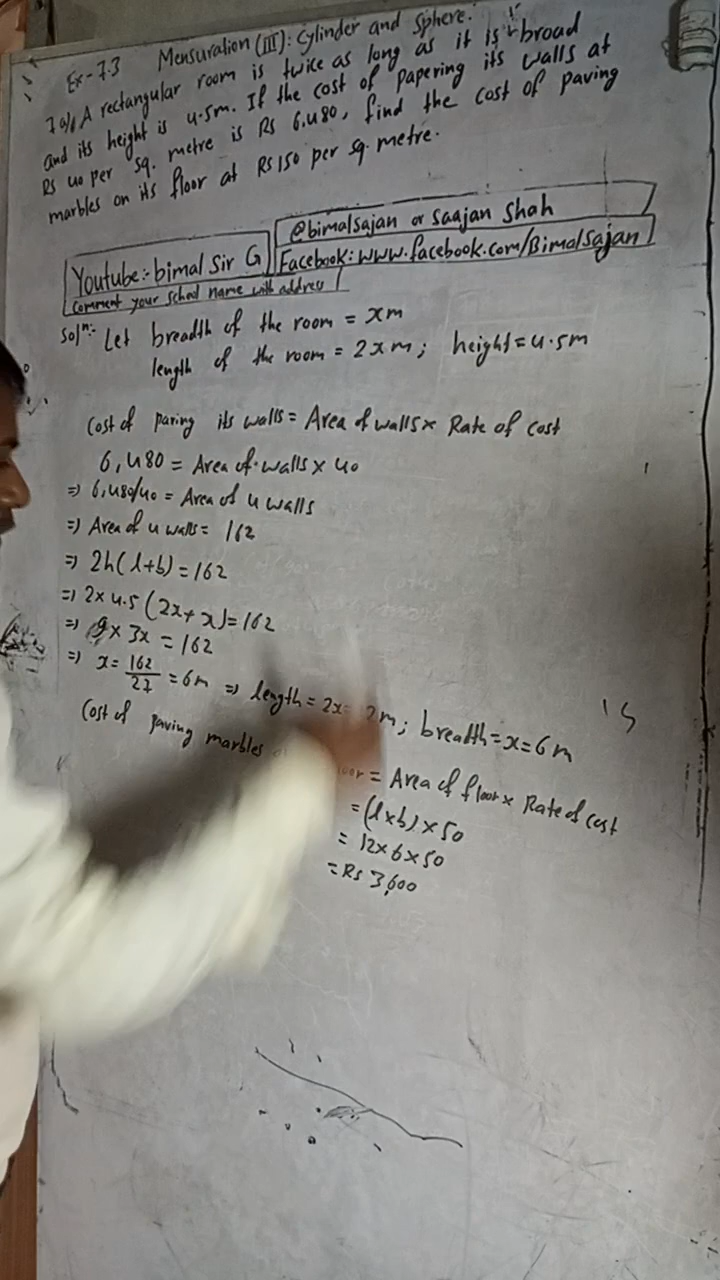 Ex-7.3 Mensuration (III): Cylinder and Sphere.
7 a) A rectangular room is twice as long as it is broad
and its height is 4.5m. If the cost of papering its walls at
Rs 40 per sq. metre is Rs 6,480, find the cost of paving
marbles on its floor at Rs 150 per sq. metre.
@bimalsajan or saajan shah
Youtube:- bimal Sir G
Facebook: www.facebook.com/Bimalsajan
Comment your school name with address
Solⁿ:- Let breadth of the room = xm
length of the room = 2xm; height = 4.5m
Cost of paving its walls = Area of walls × Rate of cost
6,480 = Area of walls × 40
⇒ 6,480/40 = Area of 4 walls
⇒ Area of 4 walls = 162
⇒ 2h(l+b) = 162
⇒ 2×4.5(2x+x) = 162
⇒ 9×3x = 162
⇒ x = 162/27 = 6m ⇒ length = 2x = 2m; breadth = x = 6m
15
Cost of paving marbles = Area of floor × Rate of cost
= (l×b) × 50
= 12×6×50
= Rs 3,600